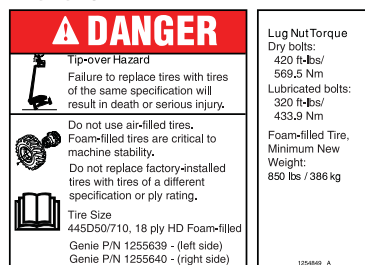 DANGER
Tip-over Hazard
Failure to replace tires with tires
of the same specification will
result in death or serious injury.
Do not use air-filled tires.
Foam-filled tires are critical to
machine stability.
Do not replace factory-installed
tires with tires of a different
specification or ply rating.
Tire Size
445D50/710, 18 ply HD Foam-filled
Genie P/N 1255639 - (left side)
Genie P/N 1255640 - (right side)
Lug Nut Torque
Dry bolts:
420 ft-lbs/
569.5 Nm
Lubricated bolts:
320 ft-lbs/
433.9 Nm
Foam-filled Tire,
Minimum New
Weight:
850 lbs / 386 kg
1254849 A